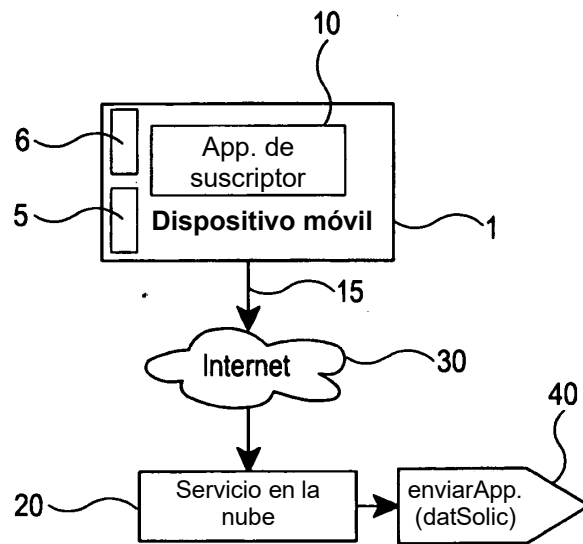 10
6
App. de
suscriptor
5
Dispositivo móvil
1
15
Internet
30
40
20
Servicio en la
nube
enviarApp.
(datSolic)